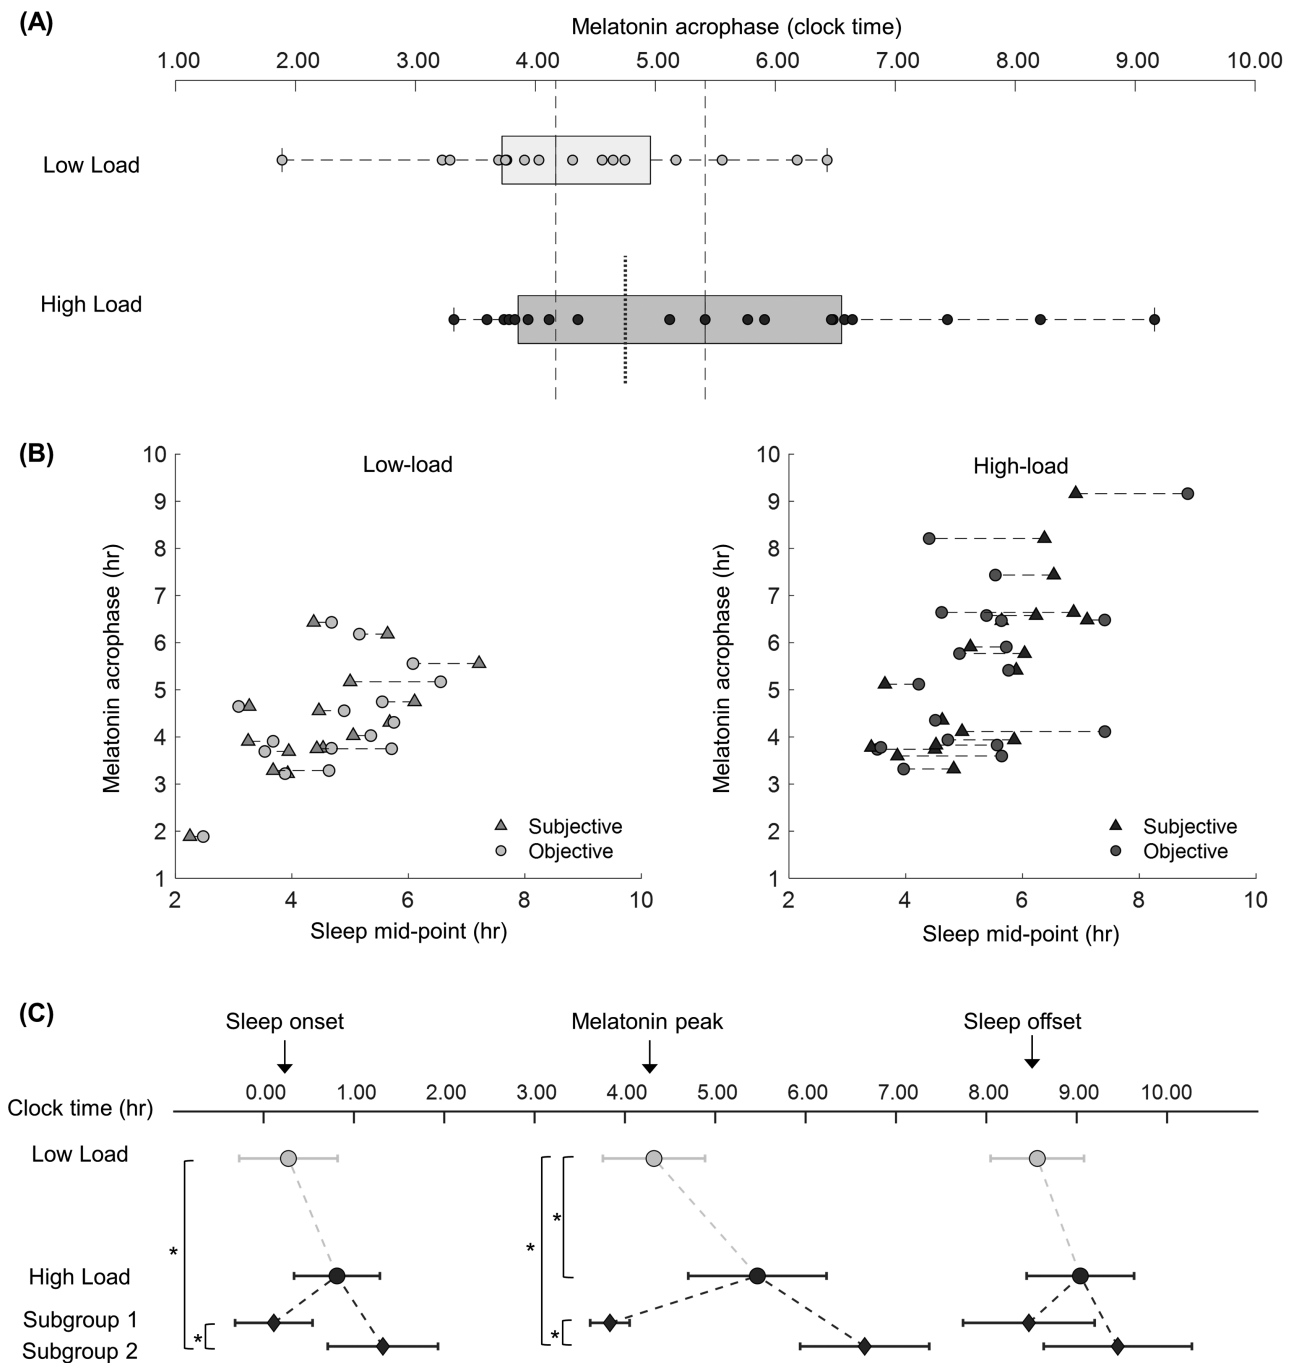 (A)
Melatonin acrophase (clock time)
1.00 2.00 3.00 4.00 5.00 6.00 7.00 8.00 9.00 10.00
Low Load
High Load
(B)
Low-load
Melatonin acrophase (hr)
10
9
8
7
6
5
4
3
2
1
Subjective
Objective
2 4 6 8 10
Sleep mid-point (hr)
High-load
Melatonin acrophase (hr)
10
9
8
7
6
5
4
3
2
1
Subjective
Objective
2 4 6 8 10
Sleep mid-point (hr)
(C)
Sleep onset Melatonin peak Sleep offset
Clock time (hr) 0.00 1.00 2.00 3.00 4.00 5.00 6.00 7.00 8.00 9.00 10.00
Low Load
* * *
High Load
Subgroup 1
* *
Subgroup 2